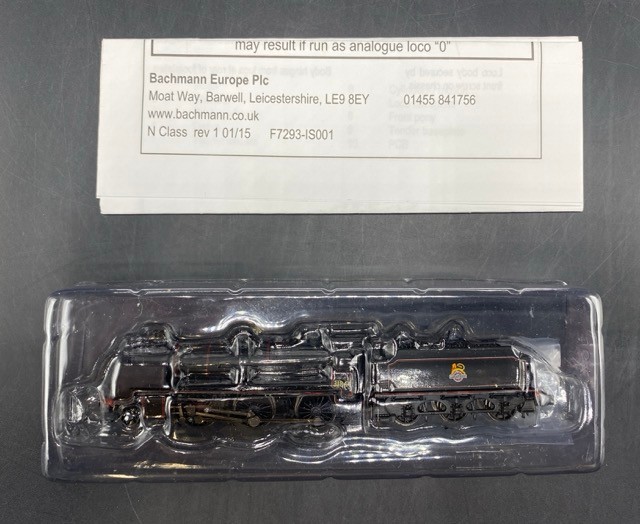 may result if run as analogue loco “0”
Bachmann Europe Plc
Moat Way, Barwell, Leicestershire, LE9 8EY 01455 841756
www.bachmann.co.uk
N Class rev 1 01/15 F7293-IS001